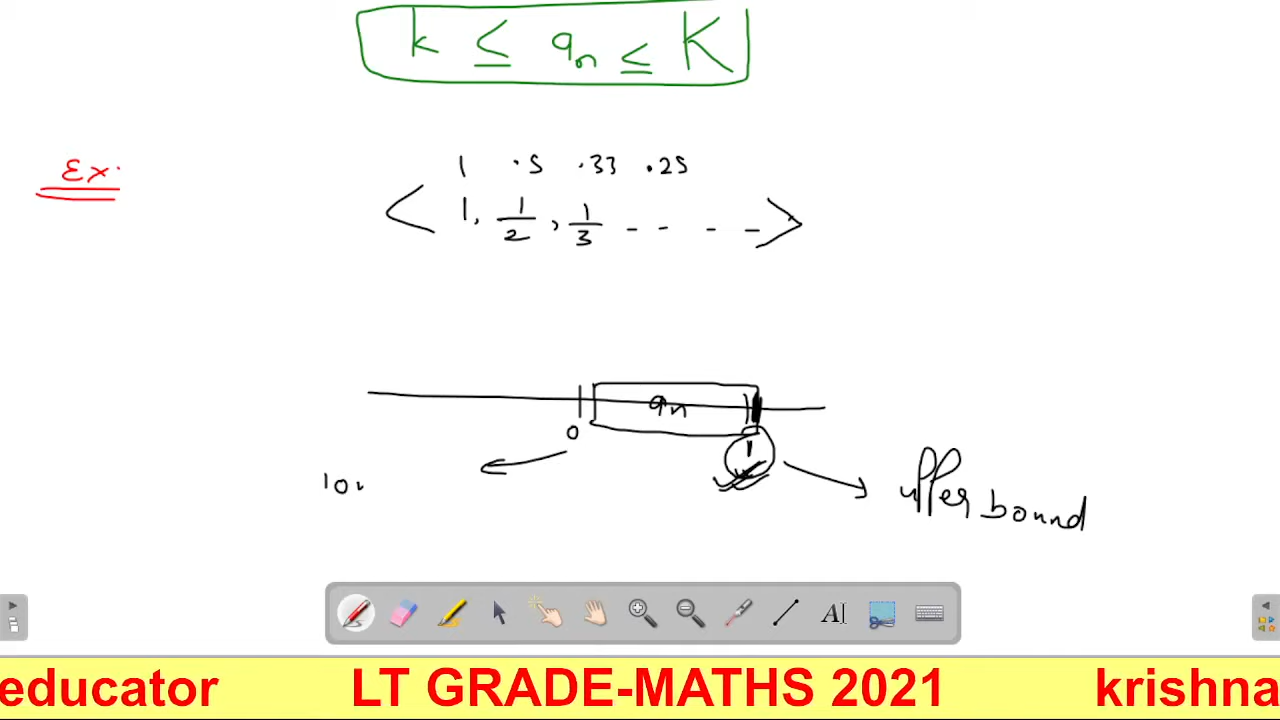 k ≤ aₙ ≤ K
Ex.
1 .5 .33 .25
< 1, 1/2, 1/3 - - - - >
aₙ
0 1
upper bound
educator LT GRADE-MATHS 2021 krishna